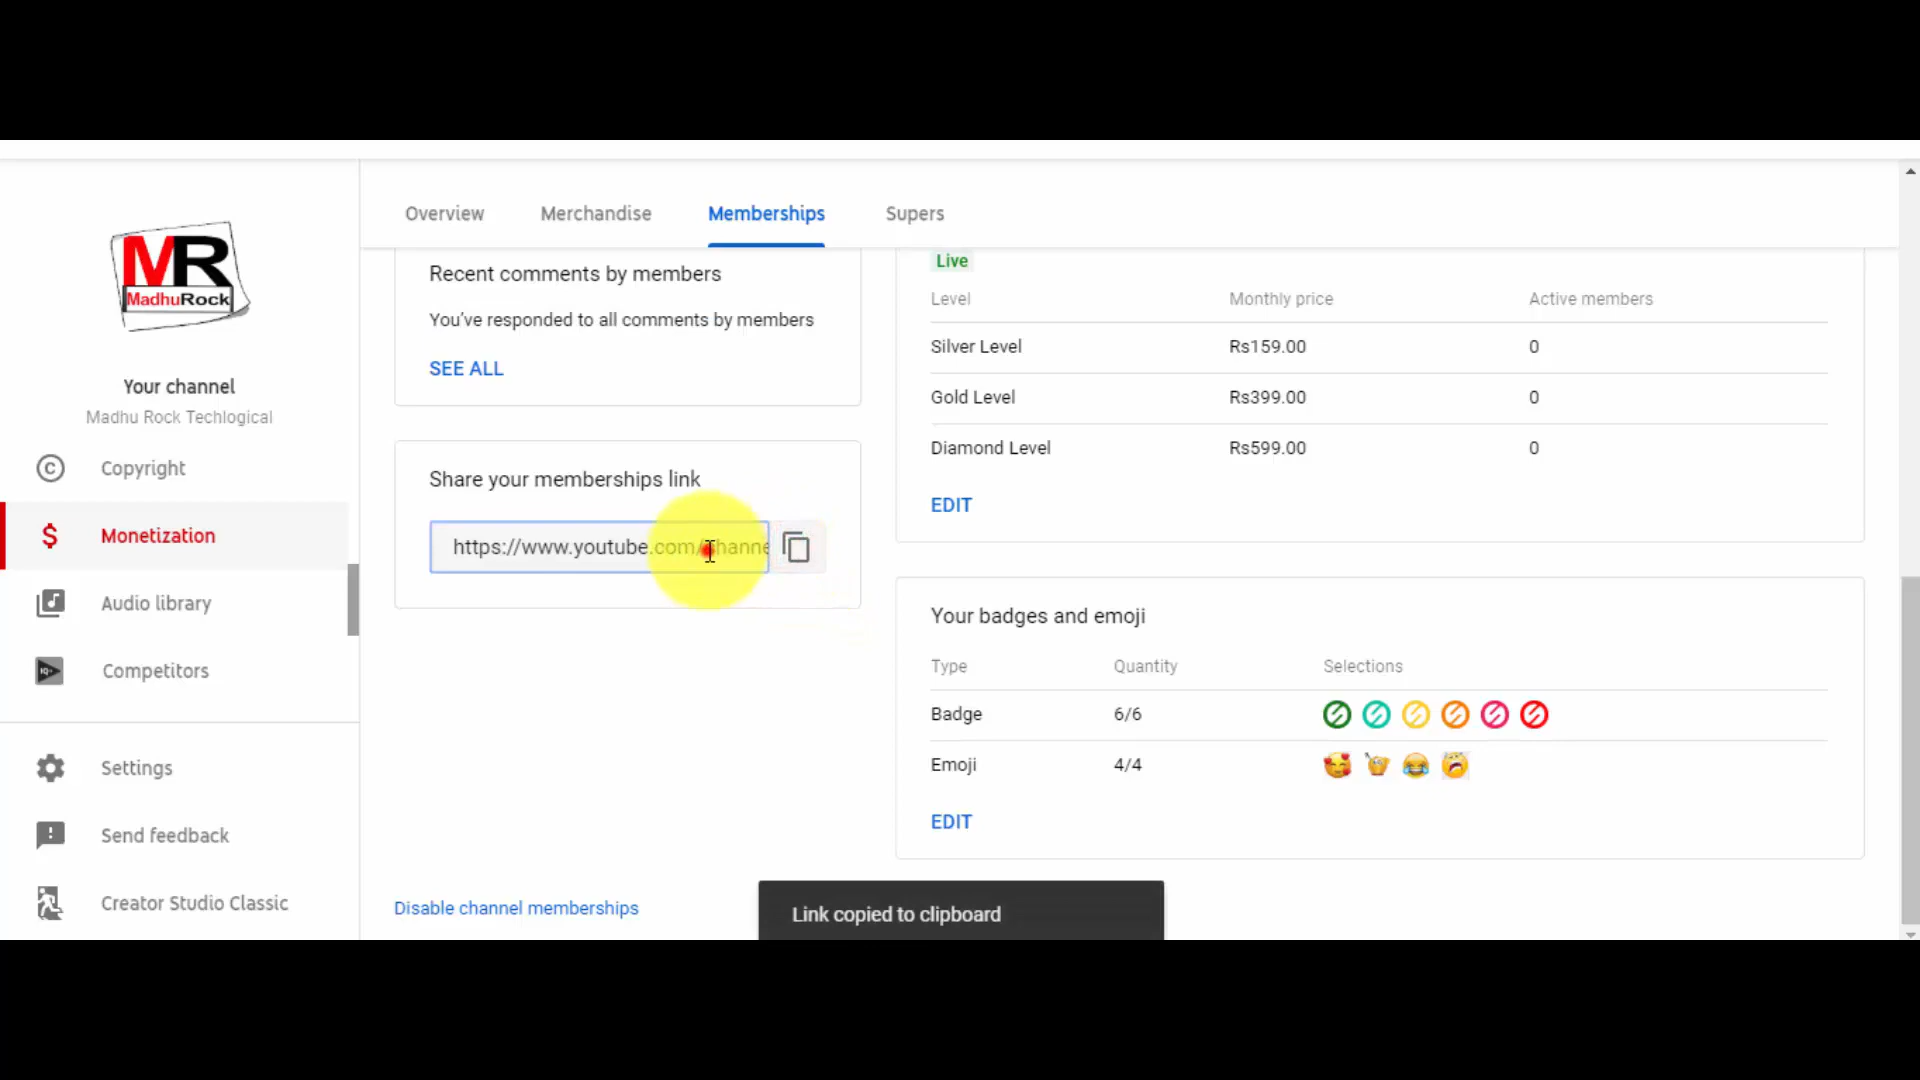 MR
MadhuRock
Your channel
Madhu Rock Techlogical
Copyright
Monetization
Audio library
Competitors
Settings
Send feedback
Creator Studio Classic
Overview Merchandise Memberships Supers
Recent comments by members
You've responded to all comments by members
SEE ALL
Share your memberships link
https://www.youtube.com/channe
Disable channel memberships
Live
Level Monthly price Active members
Silver Level Rs159.00 0
Gold Level Rs399.00 0
Diamond Level Rs599.00 0
EDIT
Your badges and emoji
Type Quantity Selections
Badge 6/6
Emoji 4/4
EDIT
Link copied to clipboard